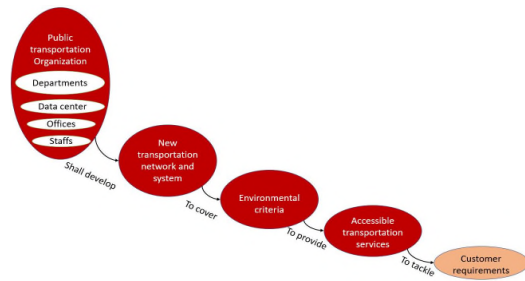 Public
transportation
Organization
Departments
Data center
Offices
Staffs
Shall develop
New
transportation
network and
system
To cover
Environmental
criteria
To provide
Accessible
transportation
services
To tackle
Customer
requirements